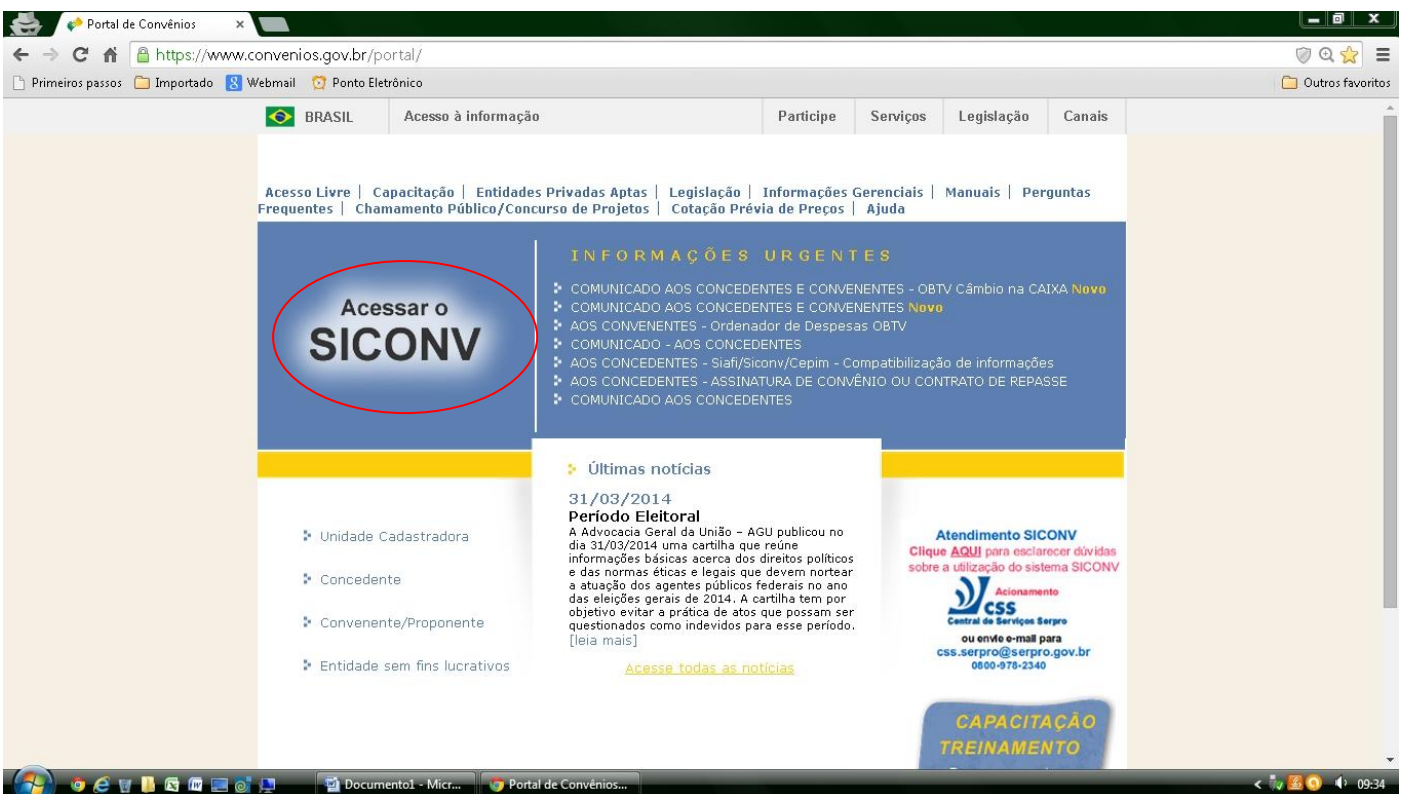 Portal de Convênios
https://www.convenios.gov.br/portal/
Primeiros passos Importado Webmail Ponto Eletrônico Outros favoritos
BRASIL Acesso à informação Participe Serviços Legislação Canais
Acesso Livre | Capacitação | Entidades Privadas Aptas | Legislação | Informações Gerenciais | Manuais | Perguntas
Frequentes | Chamamento Público/Concurso de Projetos | Cotação Prévia de Preços | Ajuda
Acessar o
SICONV
INFORMAÇÕES URGENTES
COMUNICADO AOS CONCEDENTES E CONVENENTES - OBTV Câmbio na CAIXA Novo
COMUNICADO AOS CONCEDENTES E CONVENENTES Novo
AOS CONVENENTES - Ordenador de Despesas OBTV
COMUNICADO - AOS CONCEDENTES
AOS CONCEDENTES - Siafi/Siconv/Cepim - Compatibilização de informações
AOS CONCEDENTES - ASSINATURA DE CONVÊNIO OU CONTRATO DE REPASSE
COMUNICADO AOS CONCEDENTES
Unidade Cadastradora
Concedente
Convenente/Proponente
Entidade sem fins lucrativos
Últimas notícias
31/03/2014
Período Eleitoral
A Advocacia Geral da União – AGU publicou no
dia 31/03/2014 uma cartilha que reúne
informações básicas acerca dos direitos políticos
e das normas éticas e legais que devem nortear
a atuação dos agentes públicos federais no ano
das eleições gerais de 2014. A cartilha tem por
objetivo evitar a prática de atos que possam ser
questionados como indevidos para esse período.
[leia mais]
Acesse todas as notícias
Atendimento SICONV
Clique AQUI para esclarecer dúvidas
sobre a utilização do sistema SICONV
Acionamento
CSS
Central de Serviços Serpro
ou envie e-mail para
css.serpro@serpro.gov.br
0800-978-2340
CAPACITAÇÃO
TREINAMENTO
Documento1 - Micr... Portal de Convênios... 09:34